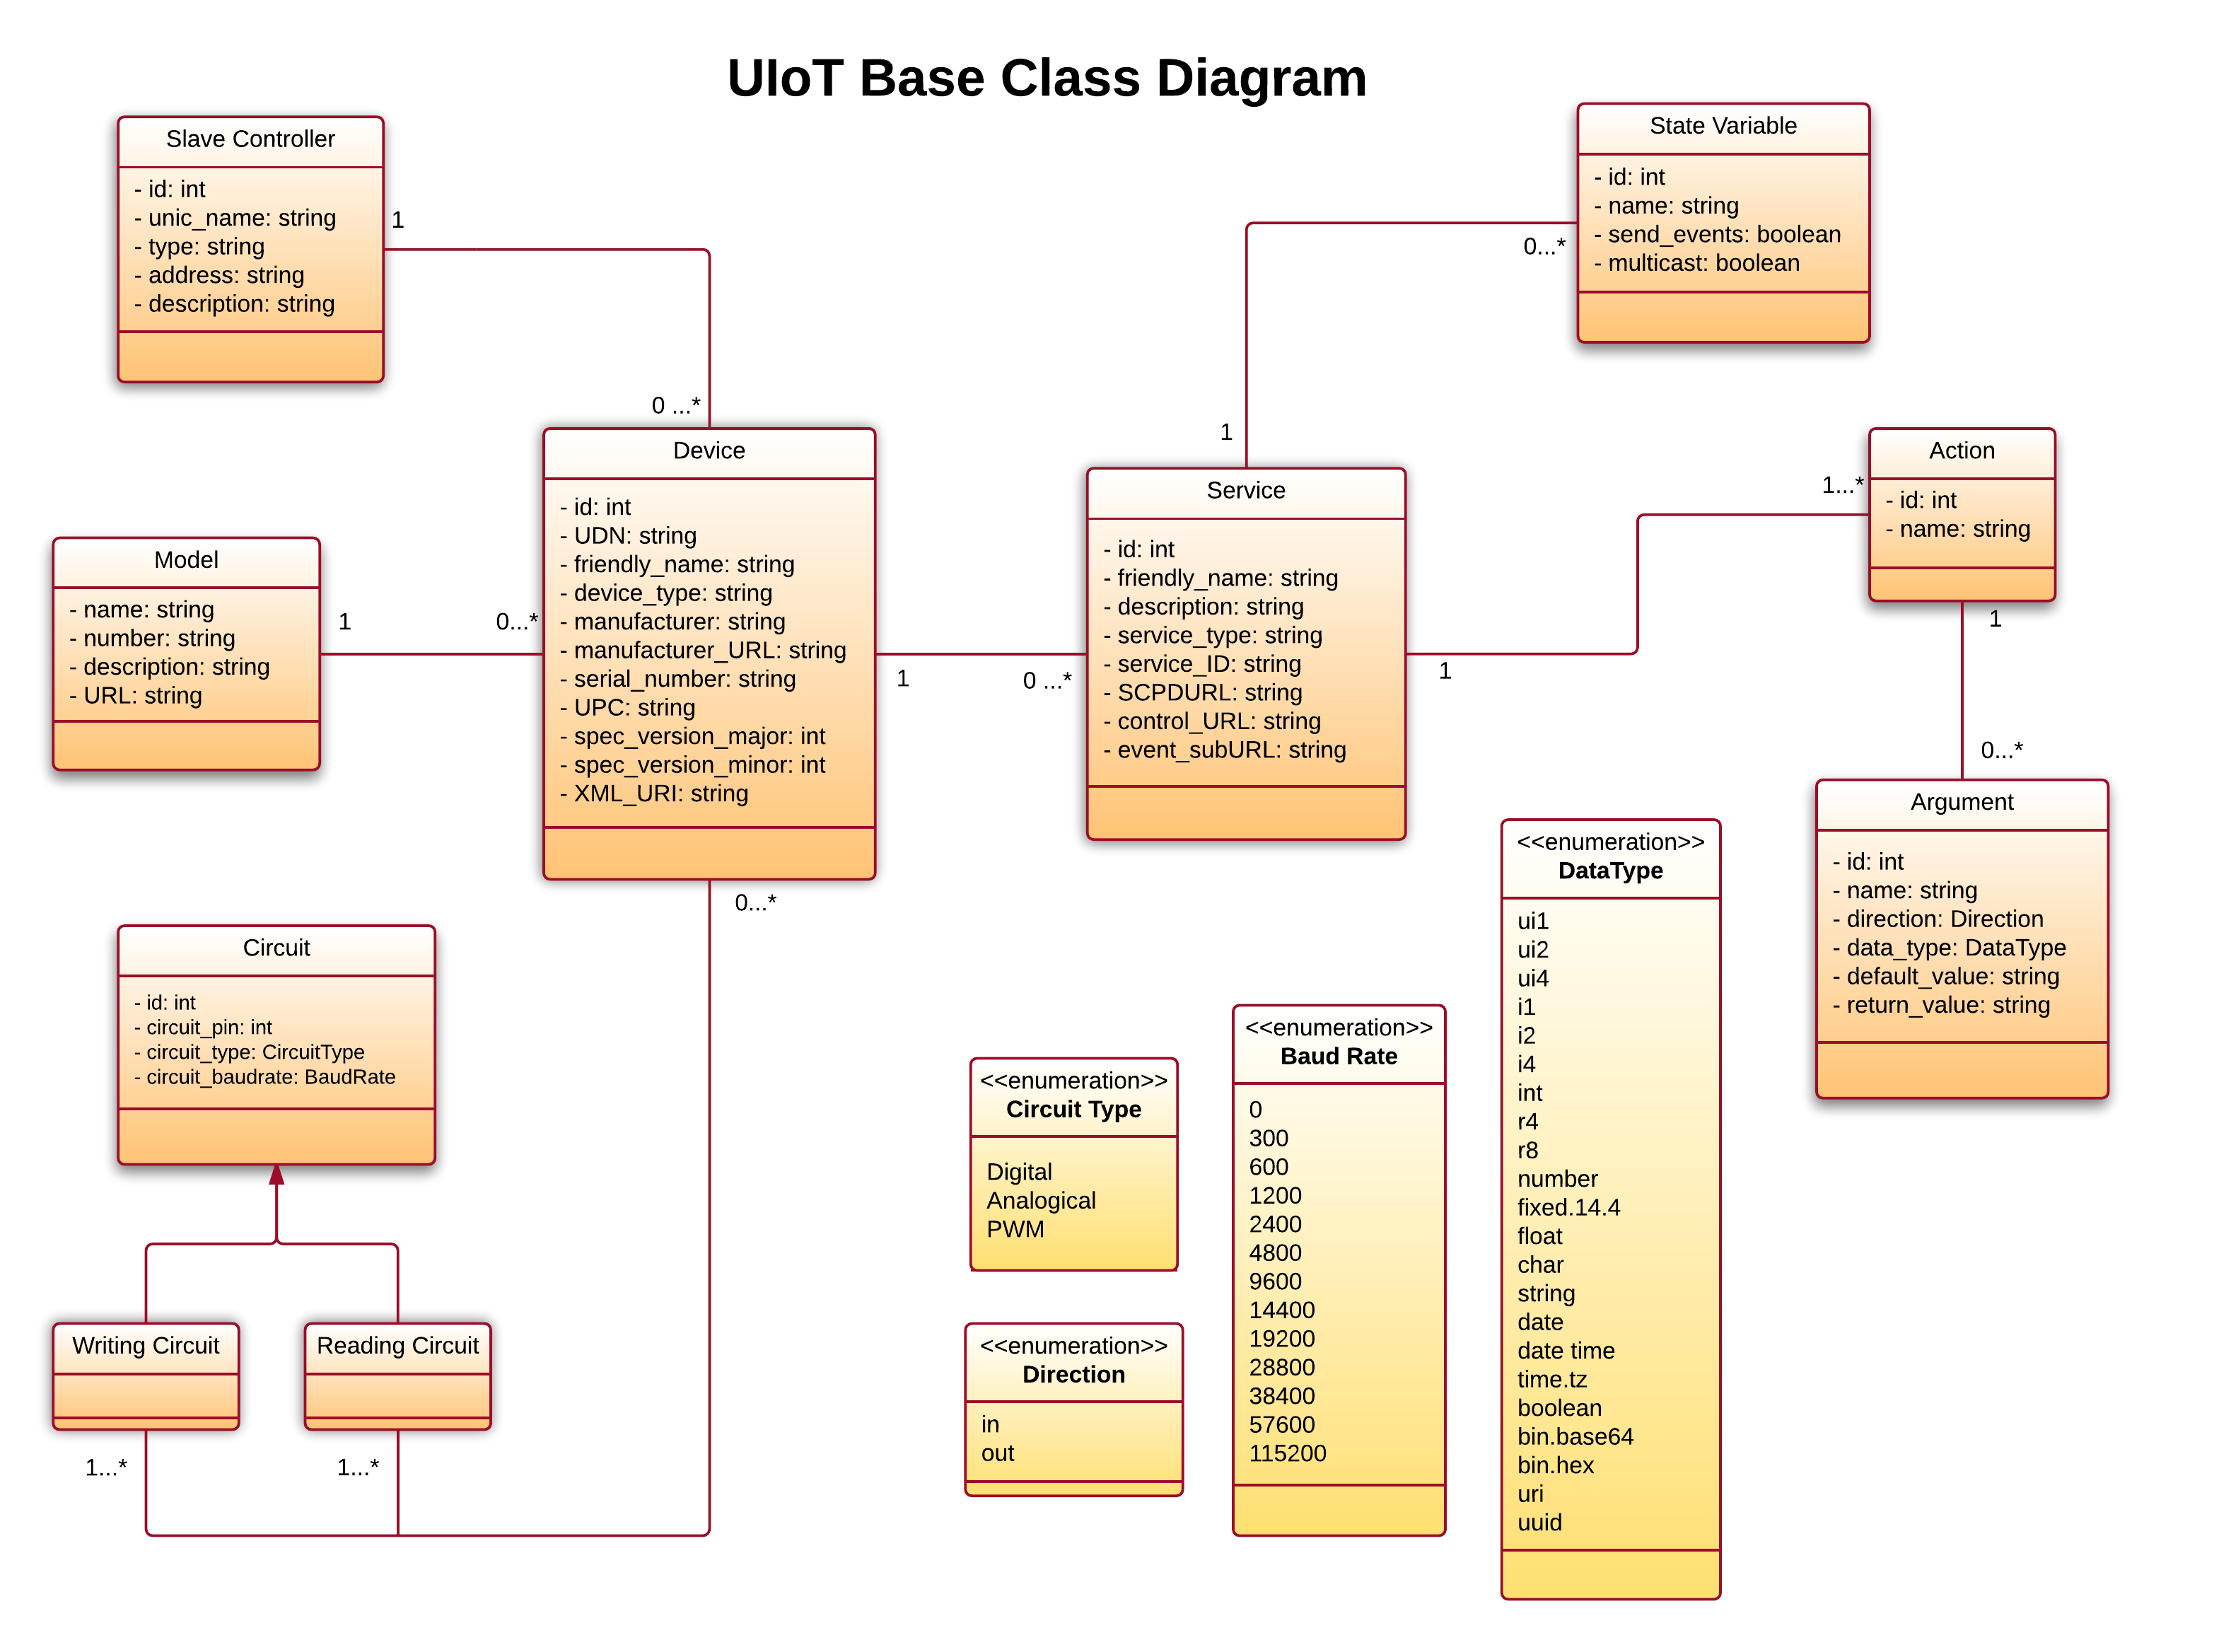 UIoT Base Class Diagram
Slave Controller
- id: int
- unic_name: string
- type: string
- address: string
- description: string
1
0 ...*
State Variable
- id: int
- name: string
- send_events: boolean
- multicast: boolean
0...*
1
Device
- id: int
- UDN: string
- friendly_name: string
- device_type: string
- manufacturer: string
- manufacturer_URL: string
- serial_number: string
- UPC: string
- spec_version_major: int
- spec_version_minor: int
- XML_URI: string
Model
- name: string
- number: string
- description: string
- URL: string
1
0...*
1
0 ...*
Service
- id: int
- friendly_name: string
- description: string
- service_type: string
- service_ID: string
- SCPDURL: string
- control_URL: string
- event_subURL: string
1
1...*
Action
- id: int
- name: string
1
0...*
Argument
- id: int
- name: string
- direction: Direction
- data_type: DataType
- default_value: string
- return_value: string
0...*
Circuit
- id: int
- circuit_pin: int
- circuit_type: CircuitType
- circuit_baudrate: BaudRate
Writing Circuit
Reading Circuit
1...*
1...*
<<enumeration>>
Circuit Type
Digital
Analogical
PWM
<<enumeration>>
Direction
in
out
<<enumeration>>
Baud Rate
0
300
600
1200
2400
4800
9600
14400
19200
28800
38400
57600
115200
<<enumeration>>
DataType
ui1
ui2
ui4
i1
i2
i4
int
r4
r8
number
fixed.14.4
float
char
string
date
date time
time.tz
boolean
bin.base64
bin.hex
uri
uuid